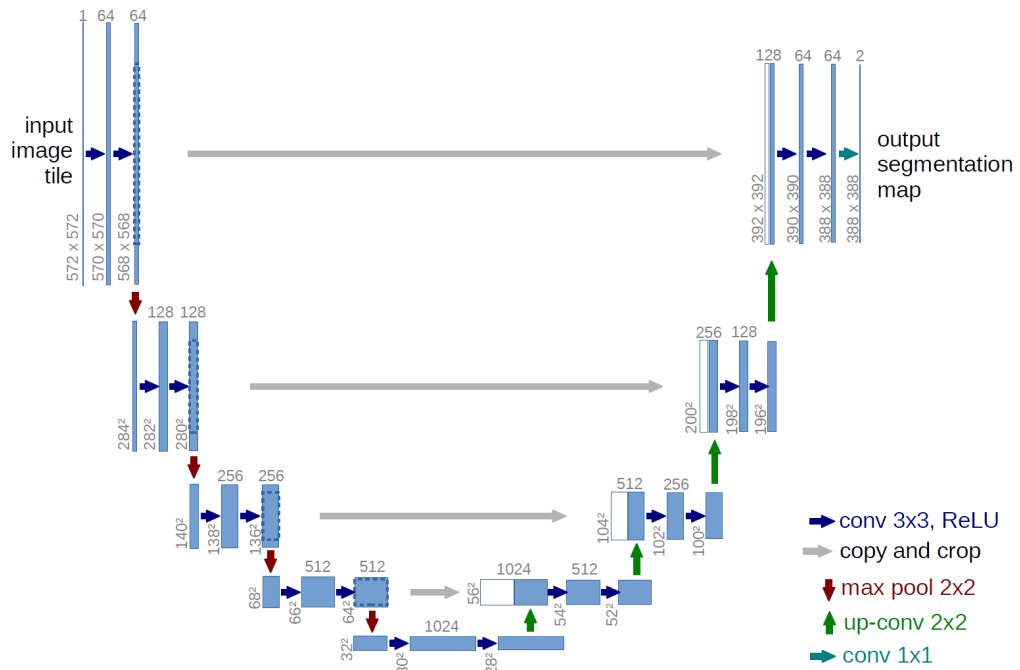 1 64 64
128 64 64 2
input
image
tile
output
segmentation
map
572 x 572
570 x 570
568 x 568
392 x 392
390 x 390
388 x 388
388 x 388
128 128
256 128
284²
282²
280²
200²
198²
196²
256 256
512 256
140²
138²
136²
104²
102²
100²
512 512
1024 512
68²
66²
64²
56²
54²
52²
1024
32²
conv 3x3, ReLU
copy and crop
max pool 2x2
up-conv 2x2
conv 1x1